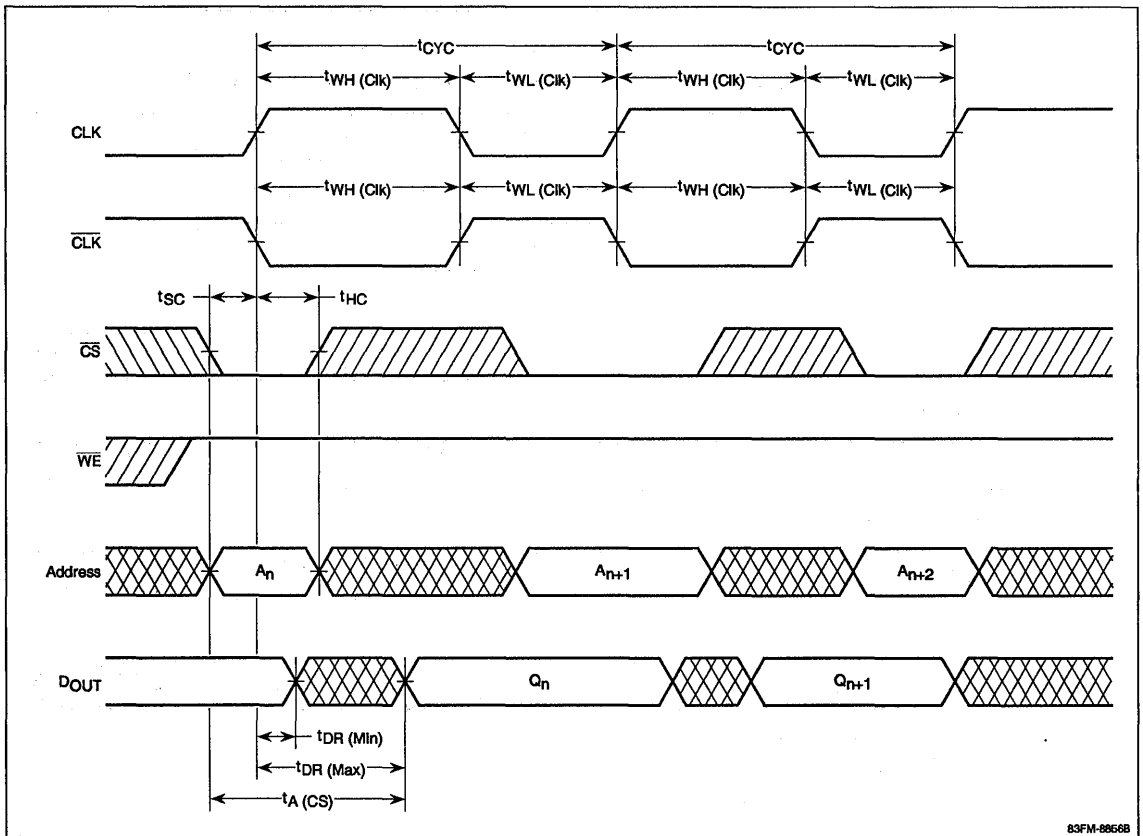 tCYC tCYC
tWH (Clk) tWL (Clk) tWH (Clk) tWL (Clk)
CLK
tWH (Clk) tWL (Clk) tWH (Clk) tWL (Clk)
CLK
tSC tHC
CS
WE
Address An An+1 An+2
DOUT Qn Qn+1
tDR (Min)
tDR (Max)
tA (CS)
83FM-8856B